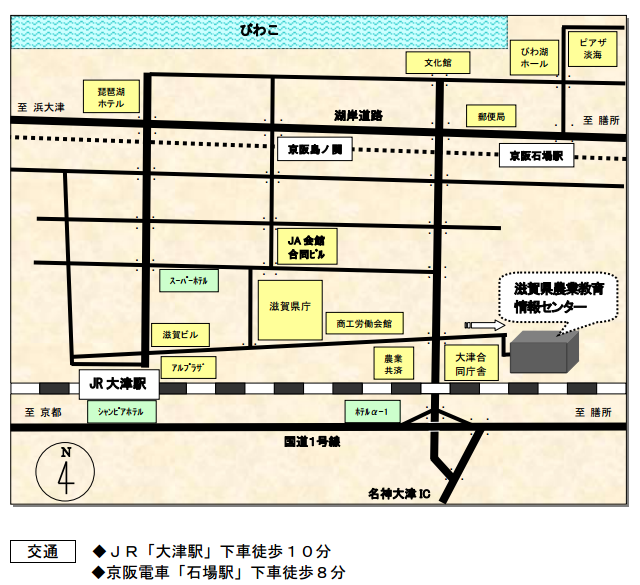 びわこ
文化館
びわ湖
ホール
ピアザ
淡海
琵琶湖
ホテル
至 浜大津
湖岸道路
郵便局
至 膳所
京阪島ノ関
京阪石場駅
JA会館
合同ビル
スーパーホテル
滋賀県庁
滋賀県農業教育
情報センター
商工労働会館
滋賀ビル
アルプラザ
農業
共済
大津合
同庁舎
JR 大津駅
至 京都
シャンピアホテル
ホテルα-1
至 膳所
国道1号線
N
名神大津 IC
交通
◆JR「大津駅」下車徒歩10分
◆京阪電車「石場駅」下車徒歩8分